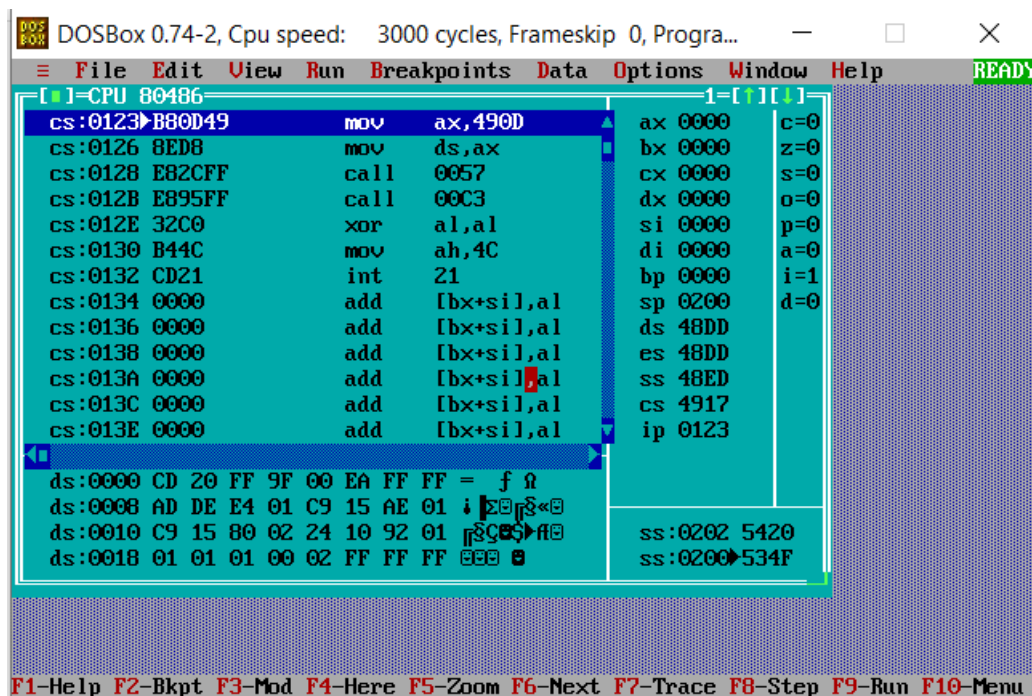 DOSBox 0.74-2, Cpu speed: 3000 cycles, Frameskip 0, Progra...
≡ File Edit View Run Breakpoints Data Options Window Help READY
[■]=CPU 80486 1=[↑][↓]
cs:0123►B80D49 mov ax,490D ax 0000 c=0
cs:0126 8ED8 mov ds,ax bx 0000 z=0
cs:0128 E82CFF call 0057 cx 0000 s=0
cs:012B E895FF call 00C3 dx 0000 o=0
cs:012E 32C0 xor al,al si 0000 p=0
cs:0130 B44C mov ah,4C di 0000 a=0
cs:0132 CD21 int 21 bp 0000 i=1
cs:0134 0000 add [bx+si],al sp 0200 d=0
cs:0136 0000 add [bx+si],al ds 48DD
cs:0138 0000 add [bx+si],al es 48DD
cs:013A 0000 add [bx+si],al ss 48ED
cs:013C 0000 add [bx+si],al cs 4917
cs:013E 0000 add [bx+si],al ip 0123
ds:0000 CD 20 FF 9F 00 EA FF FF = ƒ Ω
ds:0008 AD DE E4 01 C9 15 AE 01 ¡▐Σ☺╔§«☺
ds:0010 C9 15 80 02 24 10 92 01 ╔§Ç☻$►Æ☺ ss:0202 5420
ds:0018 01 01 01 00 02 FF FF FF ☺☺☺ ☻ ss:0200►534F
F1-Help F2-Bkpt F3-Mod F4-Here F5-Zoom F6-Next F7-Trace F8-Step F9-Run F10-Menu